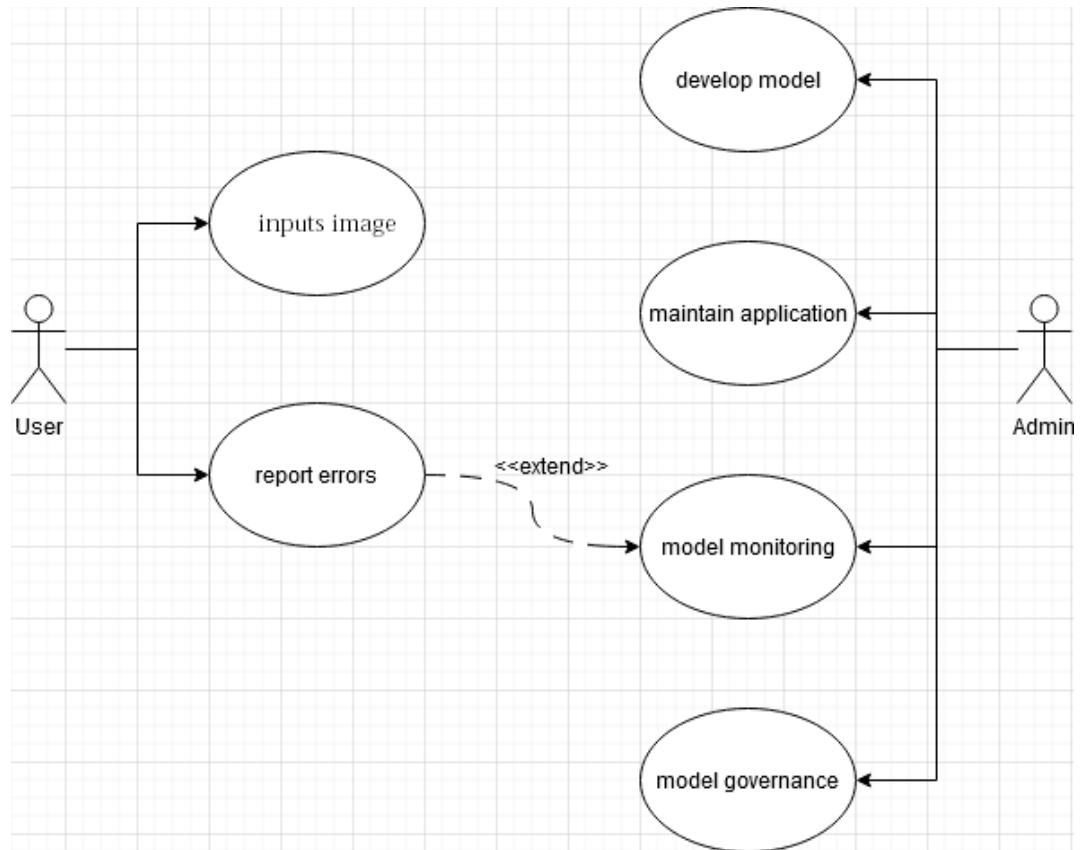 develop model
inputs image
maintain application
User
Admin
report errors
<<extend>>
model monitoring
model governance